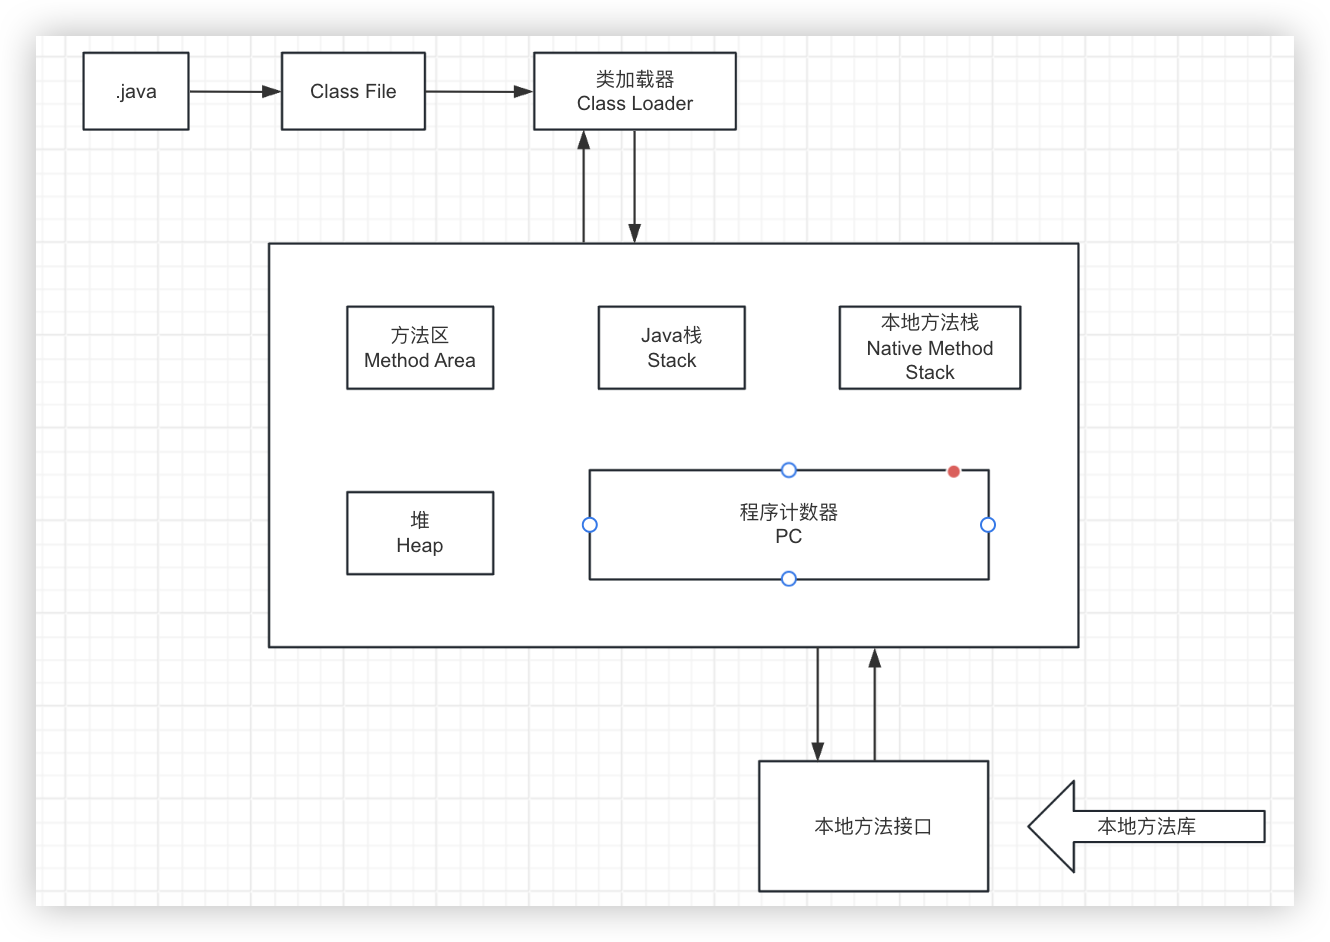 .java
Class File
类加载器
Class Loader
方法区
Method Area
Java栈
Stack
本地方法栈
Native Method
Stack
堆
Heap
程序计数器
PC
本地方法接口
本地方法库